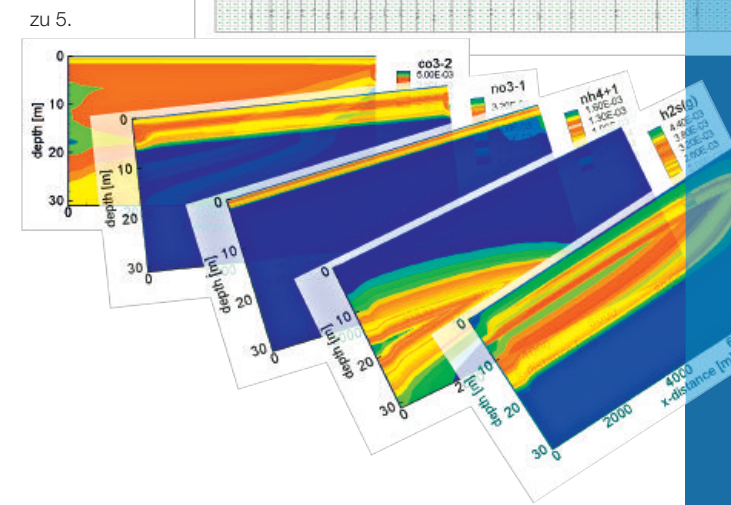 zu 5.
co3-2
6.00E-03
no3-1
nh4+1
1.60E-03
1.30E-03
h2s(g)
4.40E-03
3.80E-03
3.20E-03
2.60E-03
depth [m]
0
10
20
30
0
depth [m]
0
10
20
30
0
depth [m]
0
10
20
30
0
depth [m]
0
10
20
30
0
depth [m]
0
10
20
30
0
2000
4000
x-distance [m]